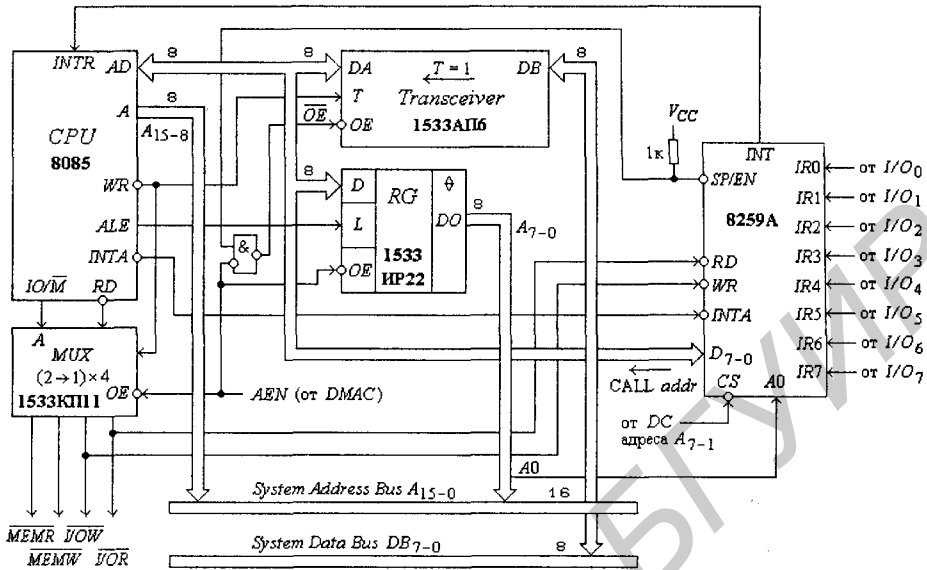 INTR
AD
8
8
DA
T = 1
DB
8
Transceiver
1533АП6
T
OE
OE
A
8
A15-8
CPU
8085
WR
ALE
INTA
IO/M
RD
8
D
RG
θ
DO
8
A7-0
L
1533
ИР22
OE
&
VCC
1к
INT
SP/EN
8259A
IR0
от I/O0
IR1
от I/O1
IR2
от I/O2
IR3
от I/O3
IR4
от I/O4
IR5
от I/O5
IR6
от I/O6
IR7
от I/O7
RD
WR
INTA
D7-0
CALL addr
CS
A0
от DC
адреса A7-1
A
MUX
(2→1)×4
1533КП11
OE
AEN (от DMAC)
A0
System Address Bus A15-0
16
System Data Bus DB7-0
8
MEMR
I/OW
MEMW
I/OR
БГУИР